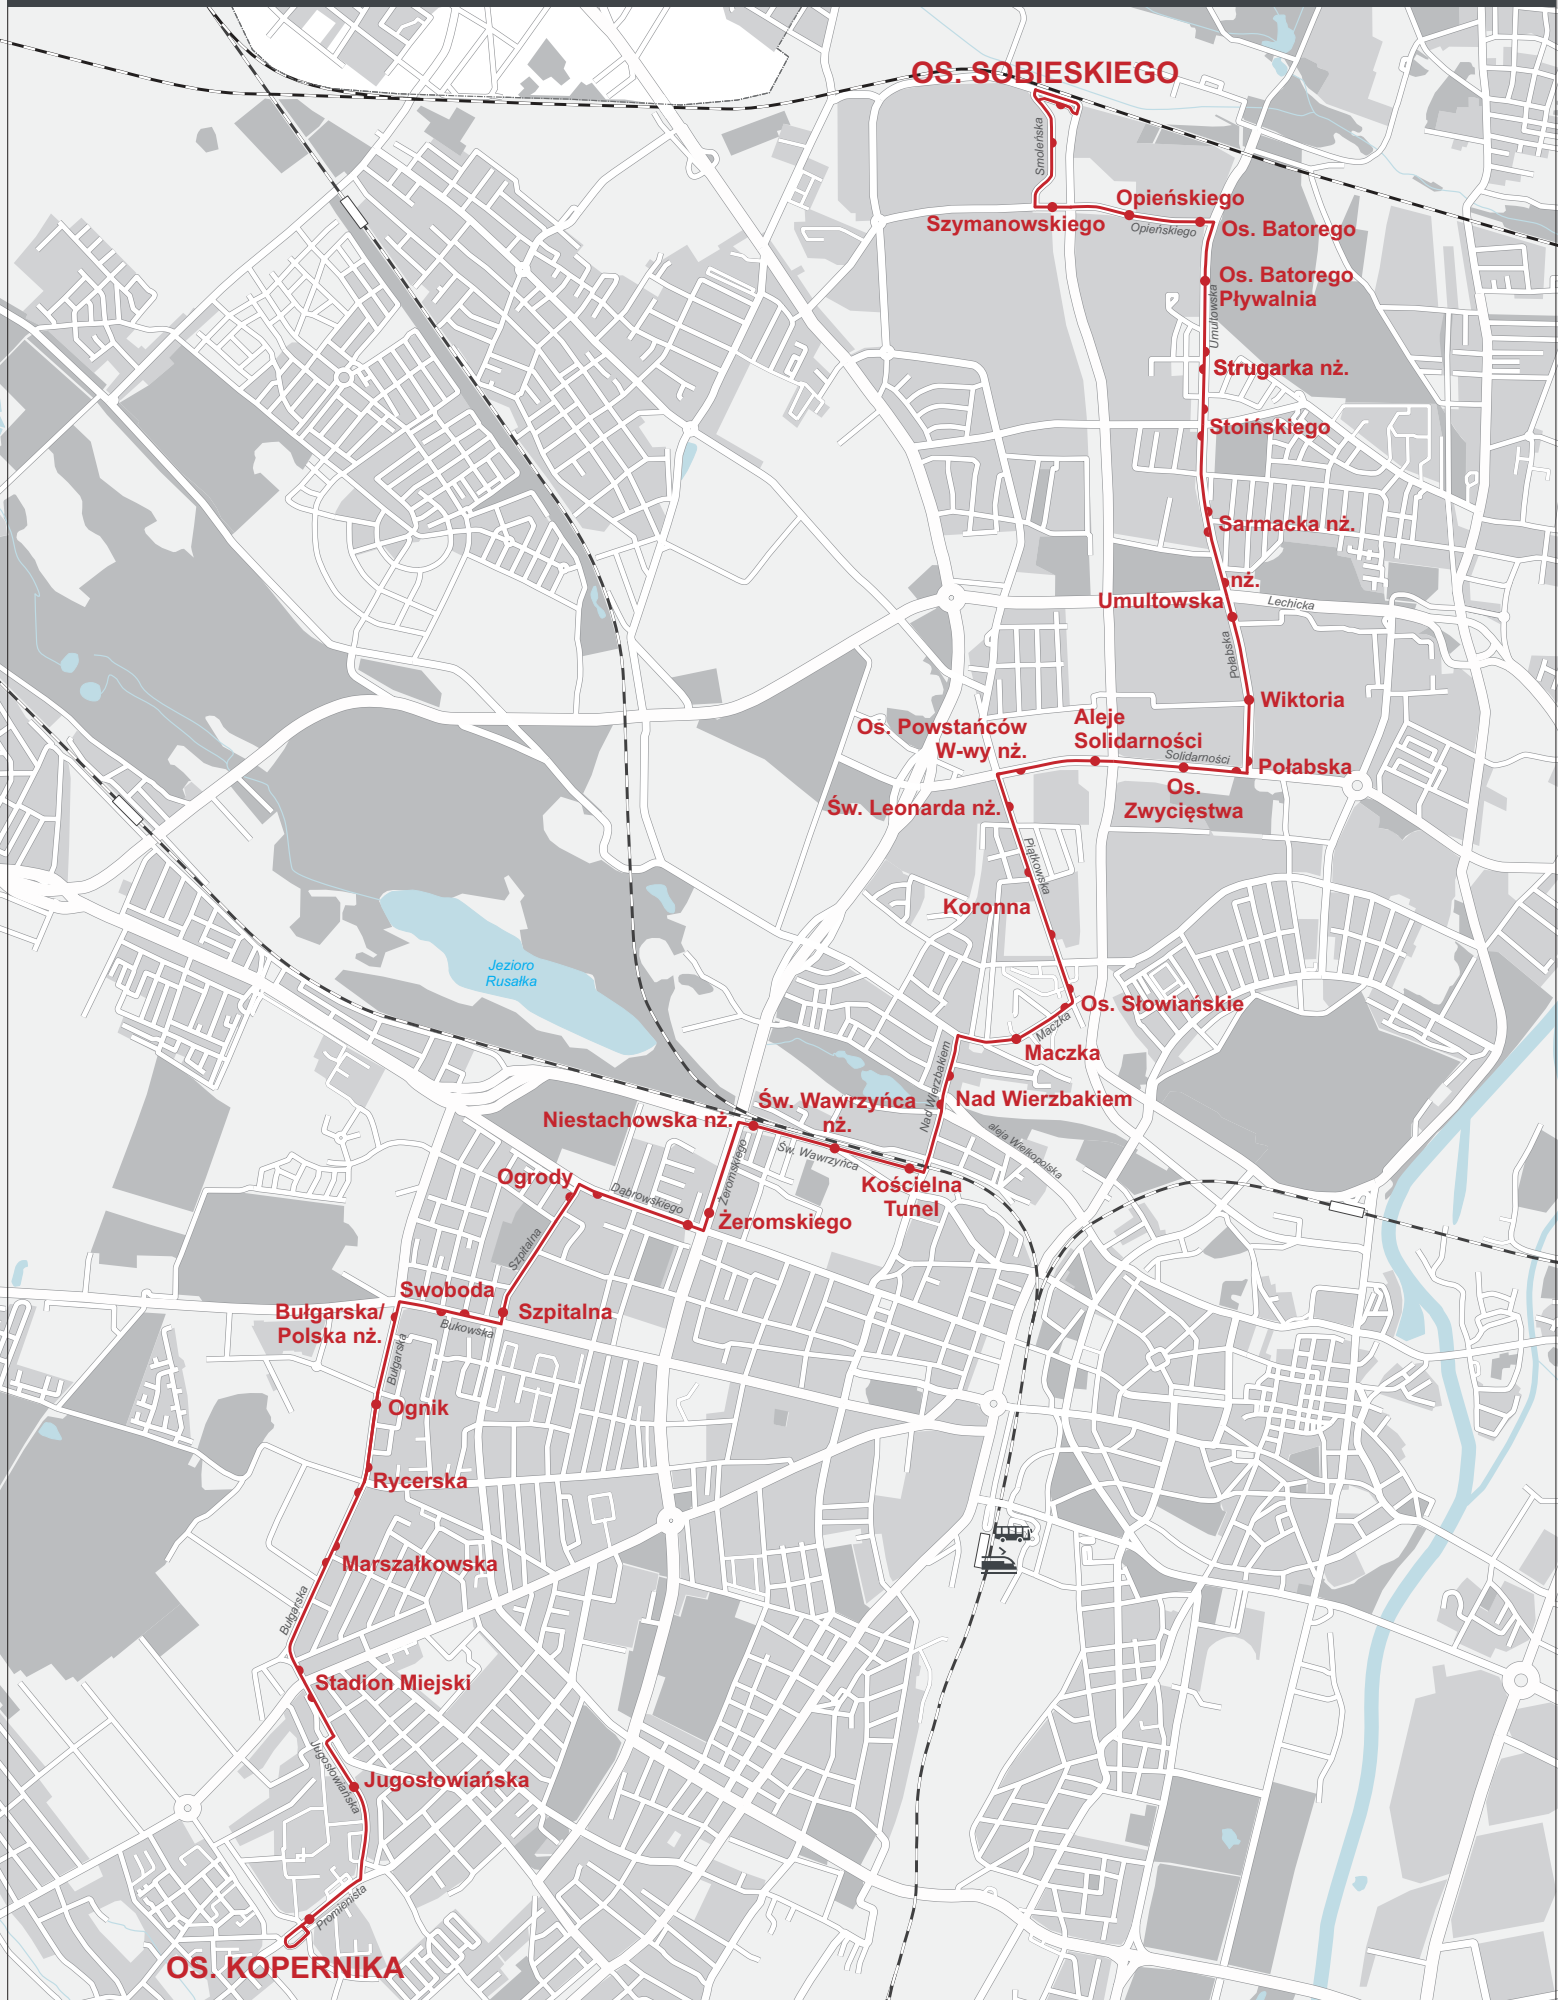 OS. SOBIESKIEGO
Smoleńska
Opieńskiego
Szymanowskiego
Opieńskiego
Os. Batorego
Os. Batorego
Pływalnia
Umultowska
Strugarka nż.
Stoińskiego
Sarmacka nż.
nż.
Umultowska
Lechicka
Połabska
Wiktoria
Os. Powstańców
W-wy nż.
Aleje
Solidarności
Solidarności
Połabska
Os.
Zwycięstwa
Św. Leonarda nż.
Piątkowska
Koronna
Jezioro
Rusałka
Os. Słowiańskie
Maczka
Maczka
Nad Wierzbakiem
Nad Wierzbakiem
Św. Wawrzyńca
nż.
Niestachowska nż.
aleja Wielkopolska
Św. Wawrzyńca
Żeromskiego
Kościelna
Tunel
Ogrody
Dąbrowskiego
Żeromskiego
Szpitalna
Swoboda
Szpitalna
Bułgarska/
Polska nż.
Bukowska
Bułgarska
Ognik
Rycerska
Marszałkowska
Bułgarska
Stadion Miejski
Jugosłowiańska
Jugosłowiańska
Promienista
OS. KOPERNIKA